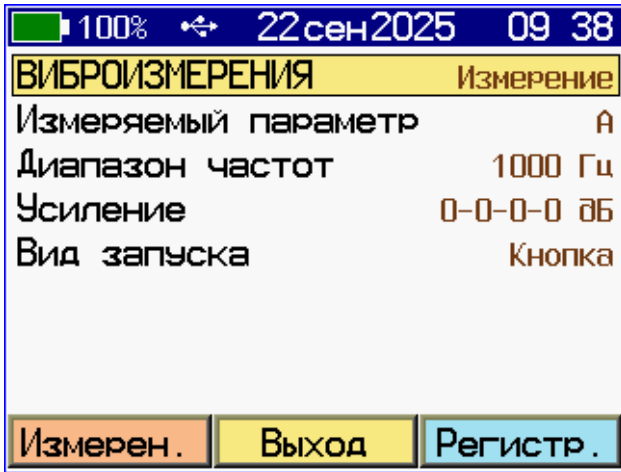 100% 22сен2025 09 38
ВИБРОИЗМЕРЕНИЯ Измерение
Измеряемый параметр А
Диапазон частот 1000 Гц
Усиление 0-0-0-0 дБ
Вид запуска Кнопка
Измерен. Выход Регистр.